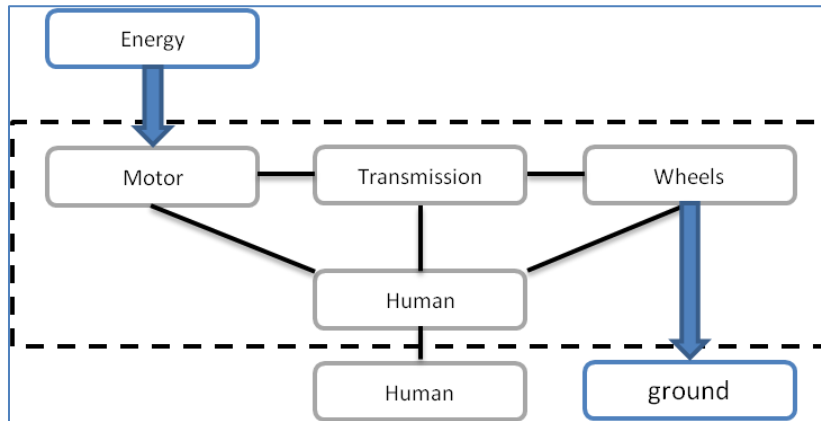 Energy
Motor
Transmission
Wheels
Human
Human
ground